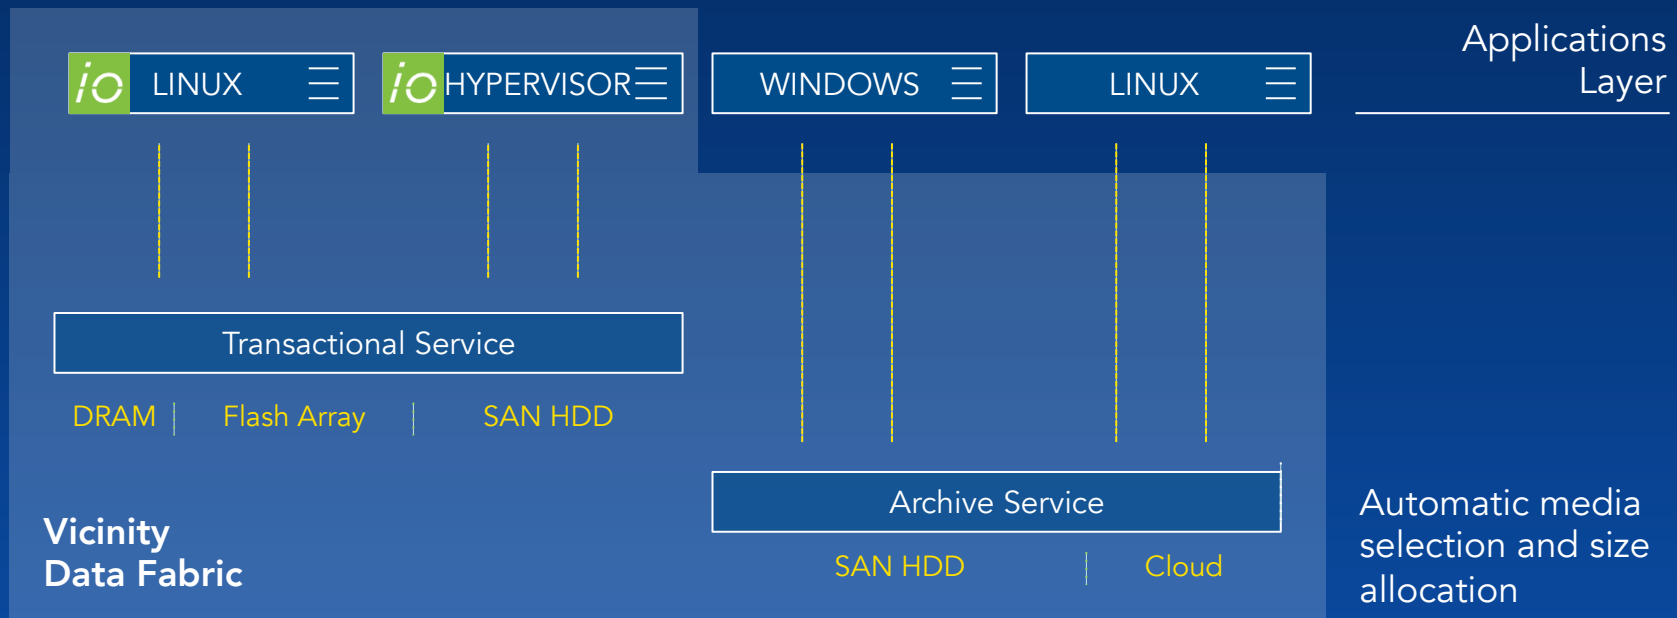 Applications
Layer
io LINUX
io HYPERVISOR
WINDOWS
LINUX
Transactional Service
DRAM
Flash Array
SAN HDD
Archive Service
SAN HDD
Cloud
Vicinity
Data Fabric
Automatic media
selection and size
allocation